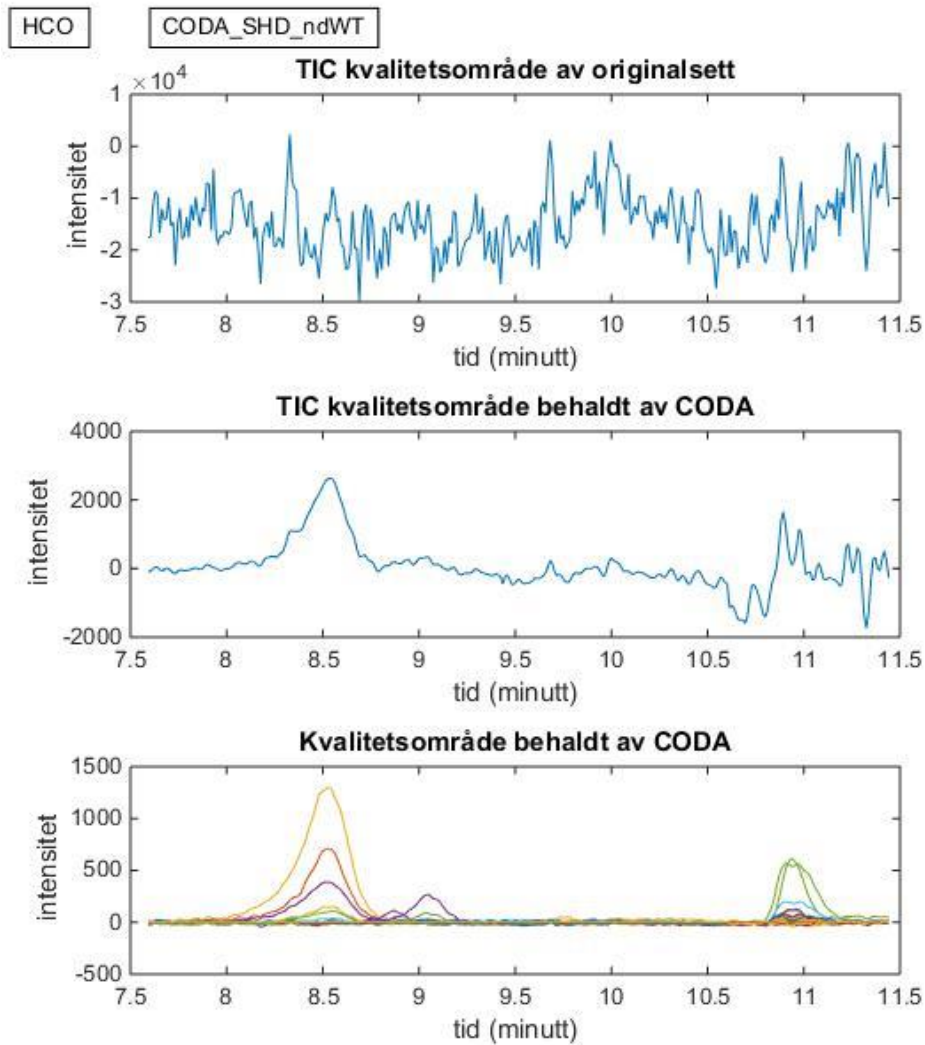 HCO CODA_SHD_ndWT
TIC kvalitetsområde av originalsett
×10⁴
1
0
-1
-2
-3
intensitet
7.5 8 8.5 9 9.5 10 10.5 11 11.5
tid (minutt)
TIC kvalitetsområde behaldt av CODA
4000
2000
0
-2000
intensitet
7.5 8 8.5 9 9.5 10 10.5 11 11.5
tid (minutt)
Kvalitetsområde behaldt av CODA
1500
1000
500
0
-500
intensitet
7.5 8 8.5 9 9.5 10 10.5 11 11.5
tid (minutt)